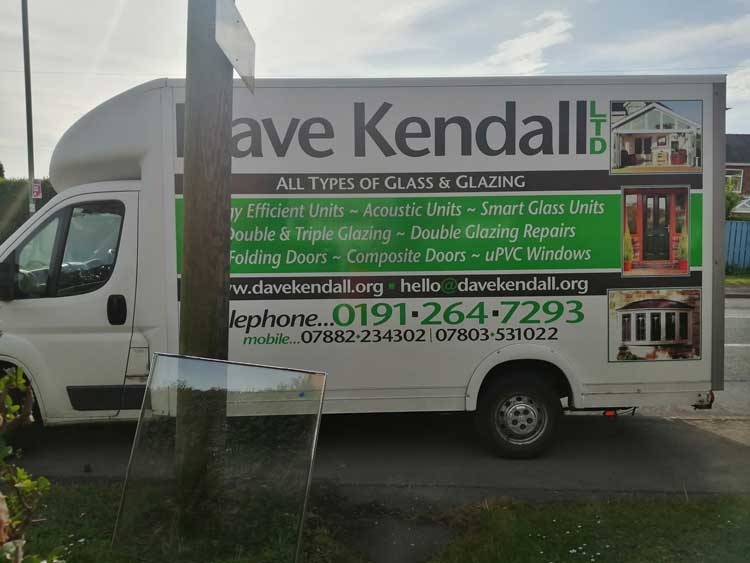 Dave Kendall LTD
ALL TYPES OF GLASS & GLAZING
gy Efficient Units ~ Acoustic Units ~ Smart Glass Units
Double & Triple Glazing ~ Double Glazing Repairs
Folding Doors ~ Composite Doors ~ uPVC Windows
w.davekendall.org ▪ hello@davekendall.org
lephone...0191▪264▪7293
mobile...07882▪234302|07803▪531022